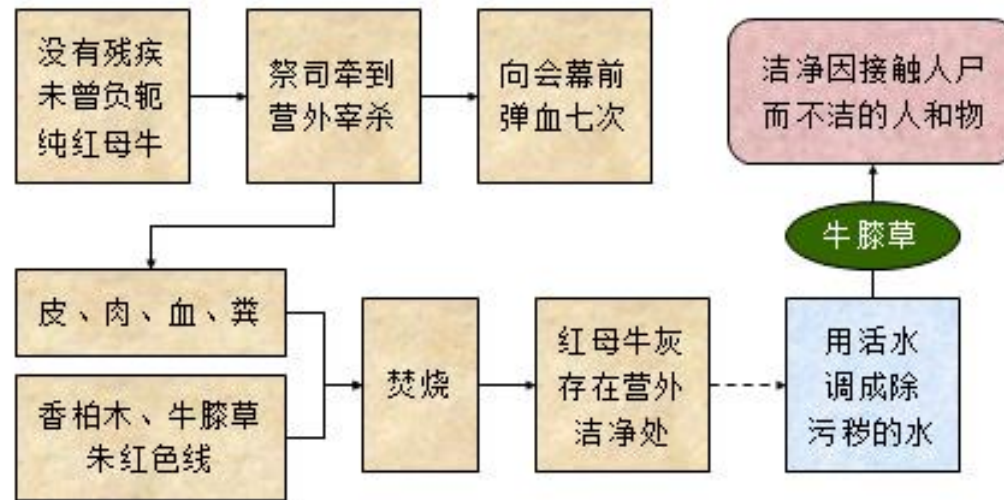 没有残疾
未曾负轭
纯红母牛
祭司牵到
营外宰杀
向会幕前
弹血七次
洁净因接触人尸
而不洁的人和物
牛膝草
皮、肉、血、粪
香柏木、牛膝草
朱红色线
焚烧
红母牛灰
存在营外
洁净处
用活水
调成除
污秽的水